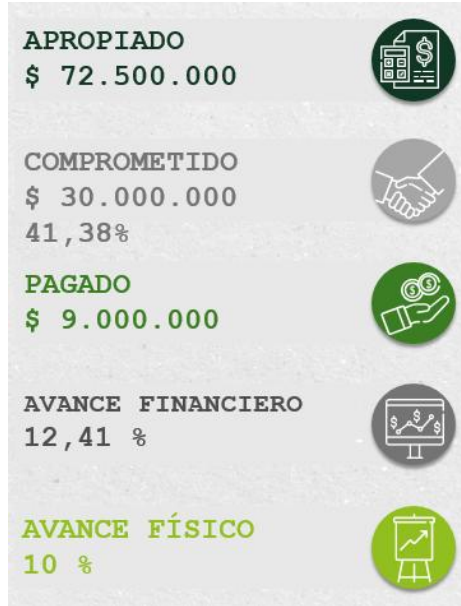 APROPIADO
$ 72.500.000
COMPROMETIDO
$ 30.000.000
41,38%
PAGADO
$ 9.000.000
AVANCE FINANCIERO
12,41 %
AVANCE FÍSICO
10 %